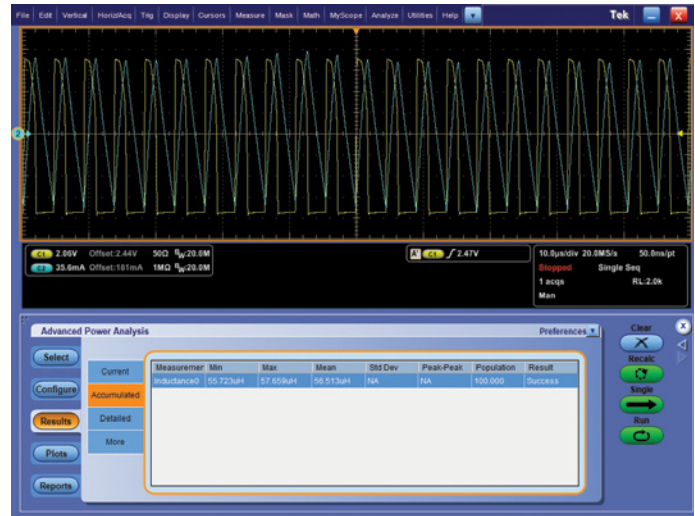 File Edit Vertical Horiz/Acq Trig Display Cursors Measure Mask Math MyScope Analyze Utilities Help Tek
2
C1 2.06V Offset:2.44V 50Ω BW:20.0M
C2 35.6mA Offset:181mA 1MΩ BW:20.0M
A' C1 2.47V
10.0µs/div 20.0MS/s 50.0ns/pt
Stopped Single Seq
1 acqs RL:2.0k
Man
Advanced Power Analysis Preferences
Clear
Recalc
Single
Run
Select
Configure
Results
Plots
Reports
Current
Accumulated
Detailed
More
Measuremer Min Max Mean Std Dev Peak-Peak Population Result
Inductance0 55.723uH 57.659uH 56.513uH NA NA 100.000 Success